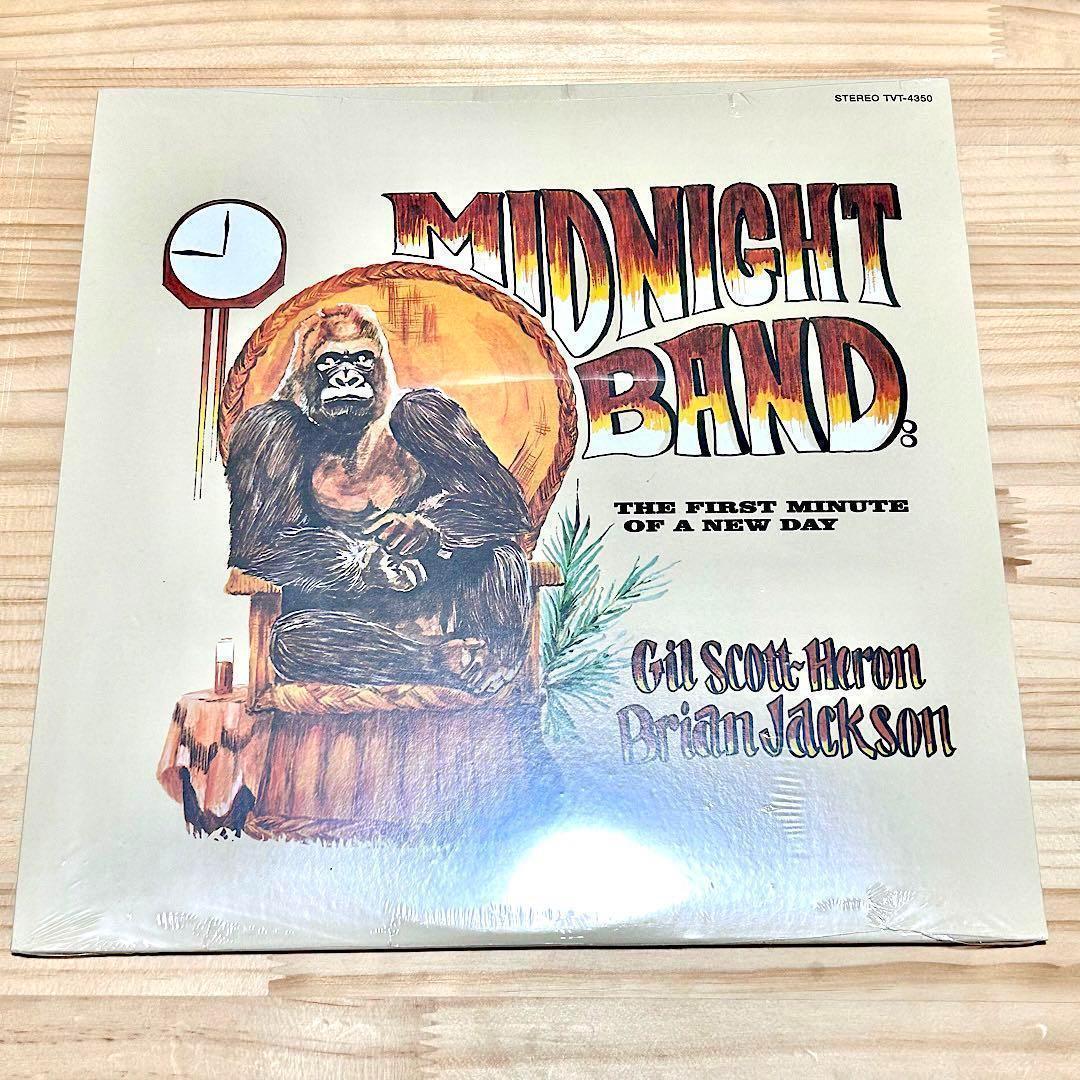 STEREO TVT-4350
MIDNIGHT
BAND:
THE FIRST MINUTE
OF A NEW DAY
Gil Scott-Heron
Brian Jackson